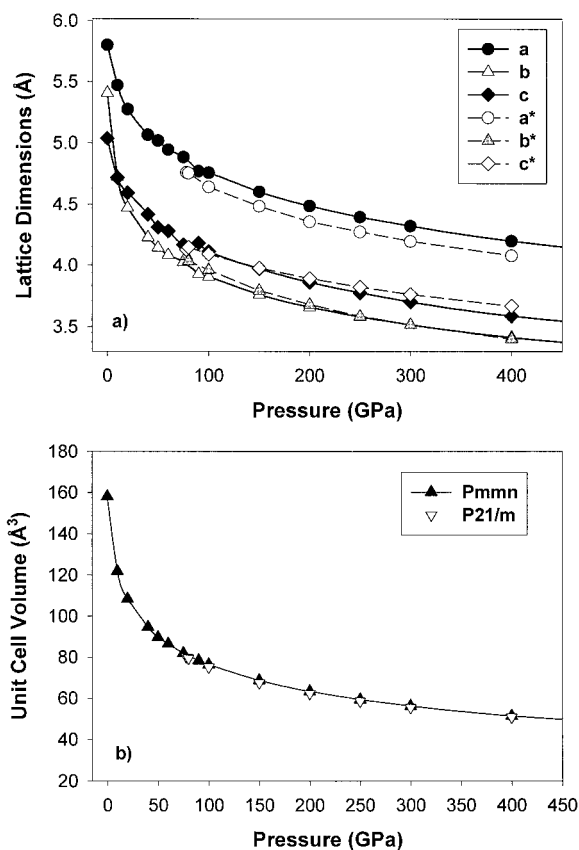 6.0
5.5
5.0
4.5
4.0
3.5
Lattice Dimensions (Å)
a
b
c
a*
b*
c*
a)
0
100
200
300
400
Pressure (GPa)
180
160
140
120
100
80
60
40
20
Unit Cell Volume (Å³)
Pmmn
P21/m
b)
0 50 100 150 200 250 300 350 400 450
Pressure (GPa)